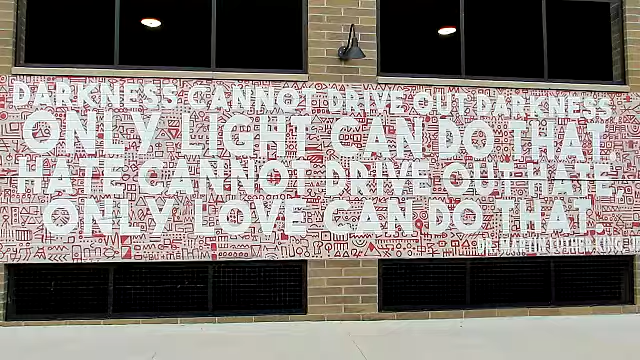 DARKNESS CANNOT DRIVE OUT DARKNESS
ONLY LIGHT CAN DO THAT.
HATE CANNOT DRIVE OUT HATE
ONLY LOVE CAN DO THAT.
DR. MARTIN LUTHER KING